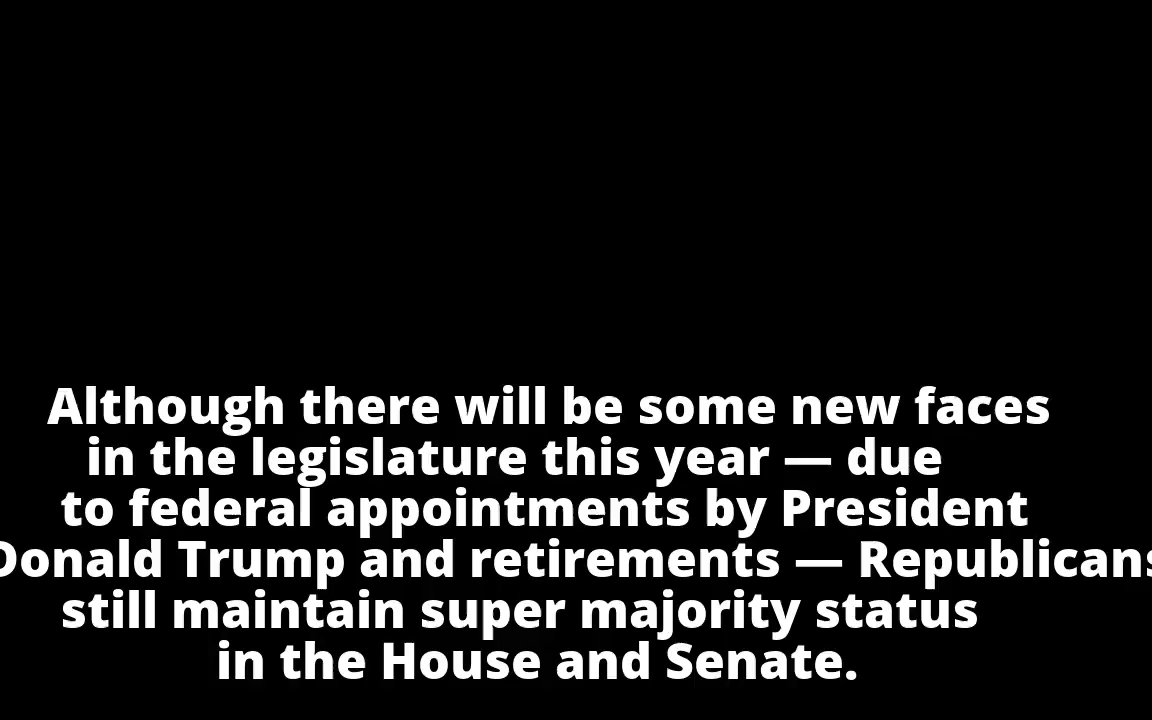 Although there will be some new faces
in the legislature this year — due
to federal appointments by President
Donald Trump and retirements — Republicans
still maintain super majority status
in the House and Senate.